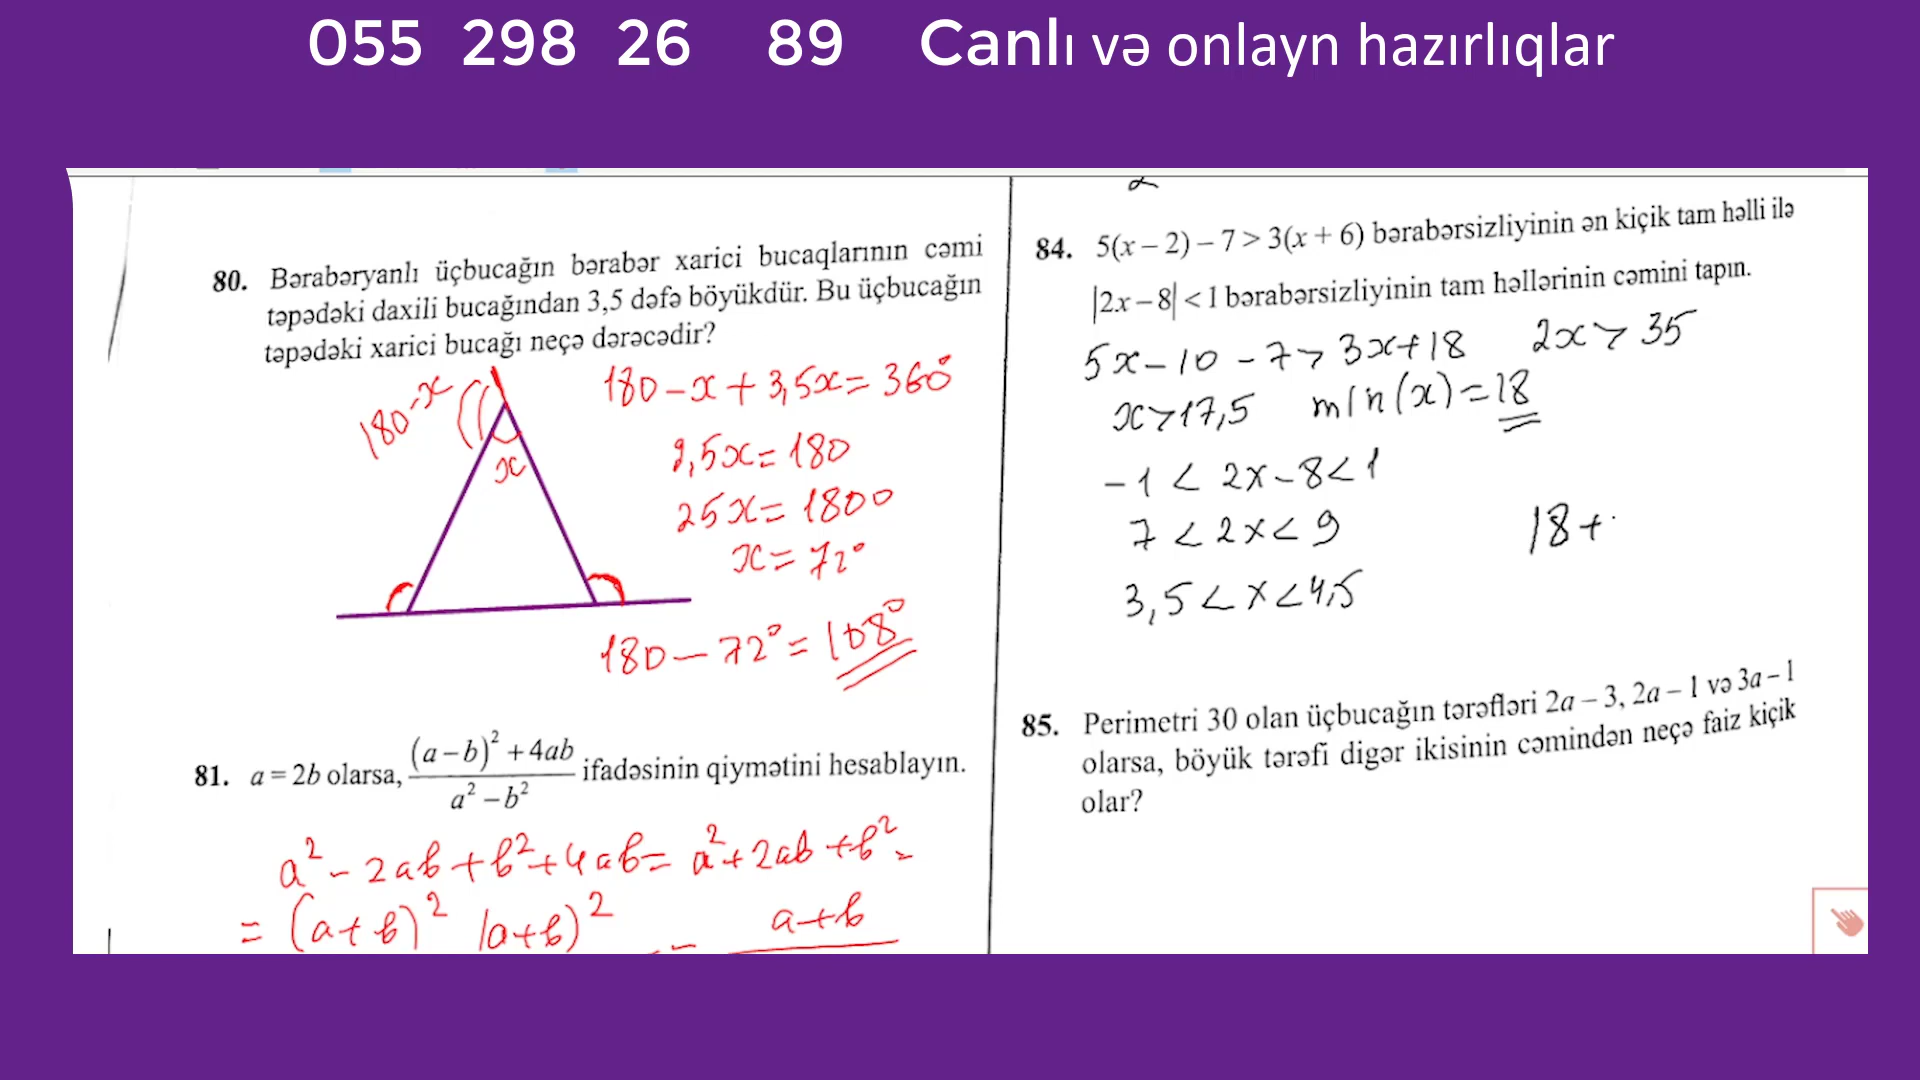 055 298 26 89 Canlı və onlayn hazırlıqlar
80. Bərabəryanlı üçbucağın bərabər xarici bucaqlarının cəmi
təpədəki daxili bucağından 3,5 dəfə böyükdür. Bu üçbucağın
təpədəki xarici bucağı neçə dərəcədir?
180-x
x
180-x+3,5x=360°
2,5x=180
25x=1800
x=72°
180-72°=108°
81. a = 2b olarsa, ((a-b)²+4ab)/(a²-b²) ifadəsinin qiymətini hesablayın.
a²-2ab+b²+4ab=a²+2ab+b²=
=(a+b)² (a+b)² = a+b
84. 5(x – 2) – 7 > 3(x + 6) bərabərsizliyinin ən kiçik tam həlli ilə
|2x – 8| < 1 bərabərsizliyinin tam həllərinin cəmini tapın.
5x-10-7>3x+18 2x>35
x>17,5 min(x)=18
-1<2x-8<1
7<2x<9 18+
3,5<x<4,5
85. Perimetri 30 olan üçbucağın tərəfləri 2a – 3, 2a – 1 və 3a – 1
olarsa, böyük tərəfi digər ikisinin cəmindən neçə faiz kiçik
olar?